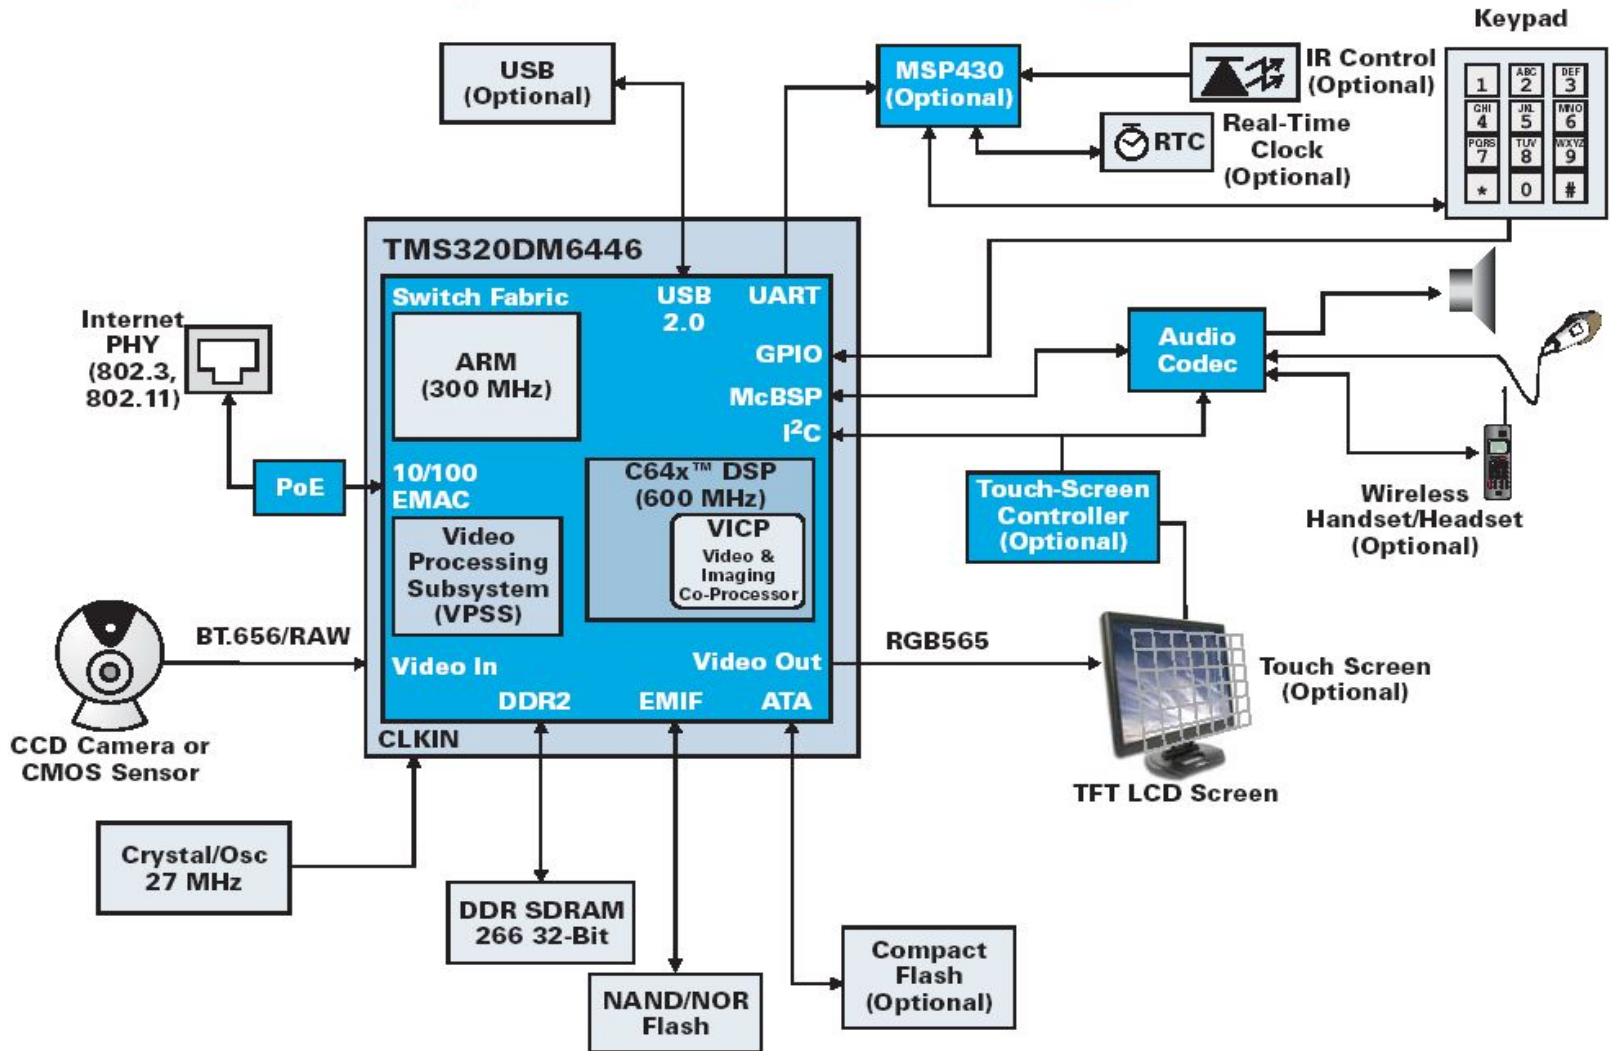 Keypad
USB
(Optional)
MSP430
(Optional)
IR Control
(Optional)
RTC
Real-Time
Clock
(Optional)
1
ABC
2
DEF
3
GHI
4
JKL
5
MNO
6
PQRS
7
TUV
8
WXYZ
9
*
0
#
TMS320DM6446
Switch Fabric
USB
2.0
UART
ARM
(300 MHz)
GPIO
McBSP
I²C
Internet
PHY
(802.3,
802.11)
PoE
10/100
EMAC
C64x™ DSP
(600 MHz)
VICP
Video &
Imaging
Co-Processor
Video
Processing
Subsystem
(VPSS)
Audio
Codec
Touch-Screen
Controller
(Optional)
Wireless
Handset/Headset
(Optional)
BT.656/RAW
Video In
Video Out
RGB565
DDR2
EMIF
ATA
CLKIN
Touch Screen
(Optional)
TFT LCD Screen
CCD Camera or
CMOS Sensor
Crystal/Osc
27 MHz
DDR SDRAM
266 32-Bit
NAND/NOR
Flash
Compact
Flash
(Optional)